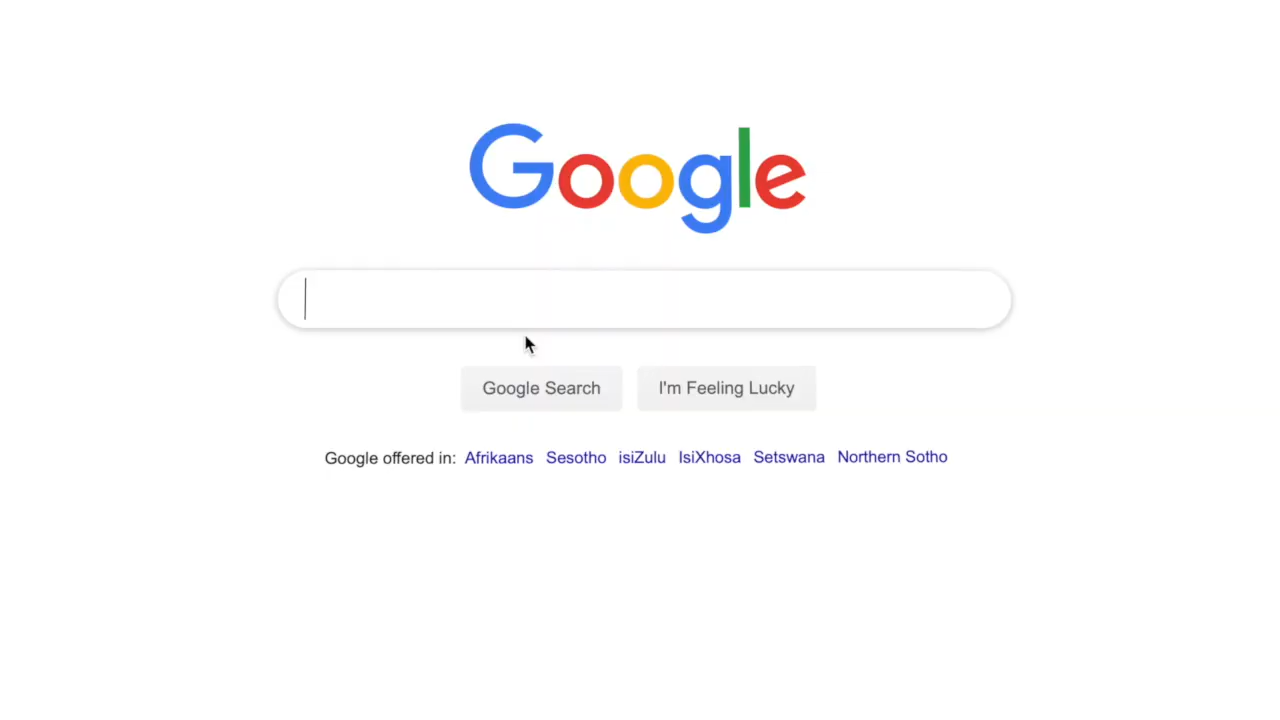 Google
Google Search I'm Feeling Lucky
Google offered in: Afrikaans Sesotho isiZulu IsiXhosa Setswana Northern Sotho